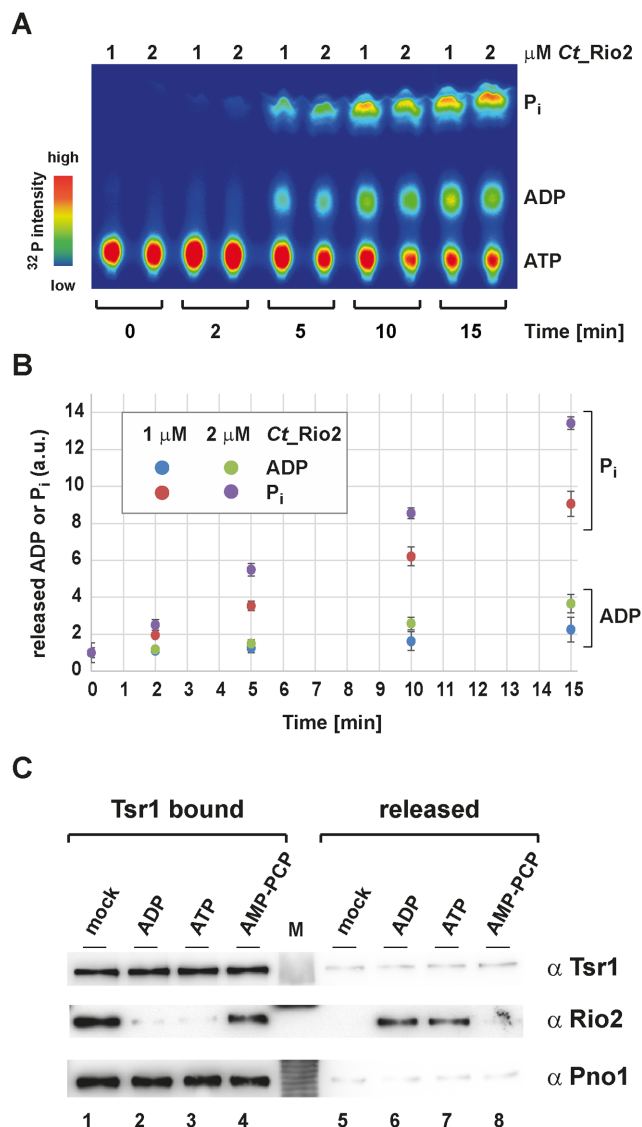 A
1 2 1 2 1 2 1 2 1 2 μM Ct_Rio2
Pi
high
32P intensity
low
ADP
ATP
0 2 5 10 15 Time [min]
B
released ADP or Pi (a.u.)
14
12
10
8
6
4
2
0
1 μM 2 μM Ct_Rio2
ADP
Pi
Pi
ADP
0 1 2 3 4 5 6 7 8 9 10 11 12 13 14 15
Time [min]
C
Tsr1 bound released
mock ADP ATP AMP-PCP M mock ADP ATP AMP-PCP
α Tsr1
α Rio2
α Pno1
1 2 3 4 5 6 7 8